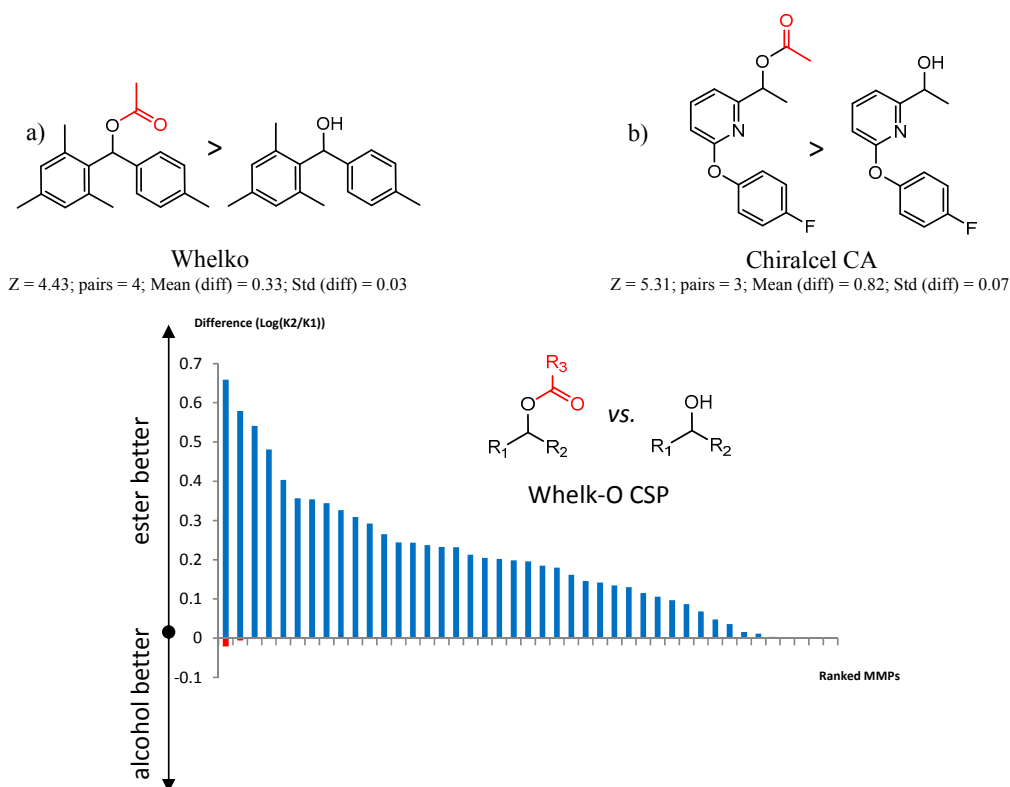 a)
O
O
>
OH
Whelko
Z = 4.43; pairs = 4; Mean (diff) = 0.33; Std (diff) = 0.03
b)
O
O
N
O
F
>
OH
N
O
F
Chiralcel CA
Z = 5.31; pairs = 3; Mean (diff) = 0.82; Std (diff) = 0.07
Difference (Log(K2/K1))
ester better
alcohol better
0.7
0.6
0.5
0.4
0.3
0.2
0.1
0
-0.1
R3
O
O
R1
R2
vs.
OH
R1
R2
Whelk-O CSP
Ranked MMPs